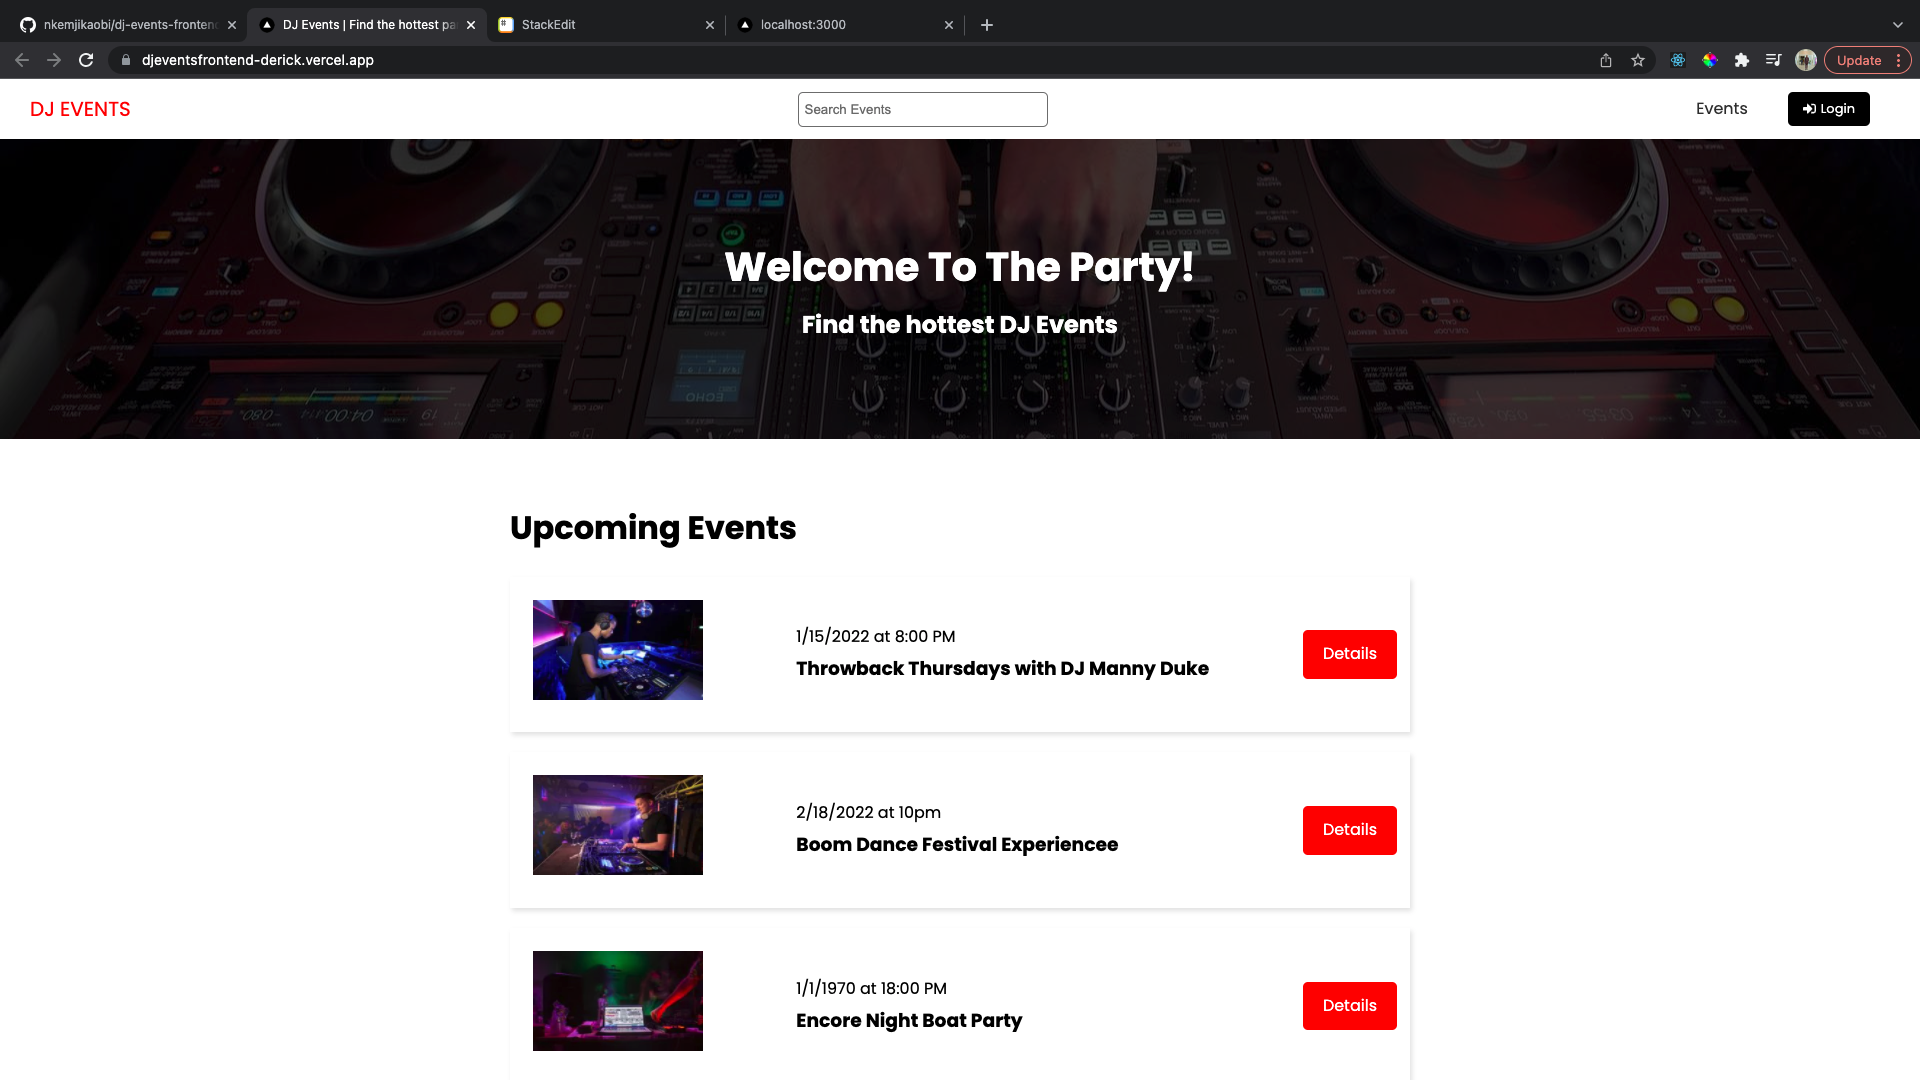 nkemjikaobi/dj-events-frontend
DJ Events | Find the hottest pa
StackEdit
localhost:3000
djeventsfrontend-derick.vercel.app
Update
DJ EVENTS
Search Events
Events
Login
Welcome To The Party!
Find the hottest DJ Events
Upcoming Events
1/15/2022 at 8:00 PM
Throwback Thursdays with DJ Manny Duke
Details
2/18/2022 at 10pm
Boom Dance Festival Experiencee
Details
1/1/1970 at 18:00 PM
Encore Night Boat Party
Details